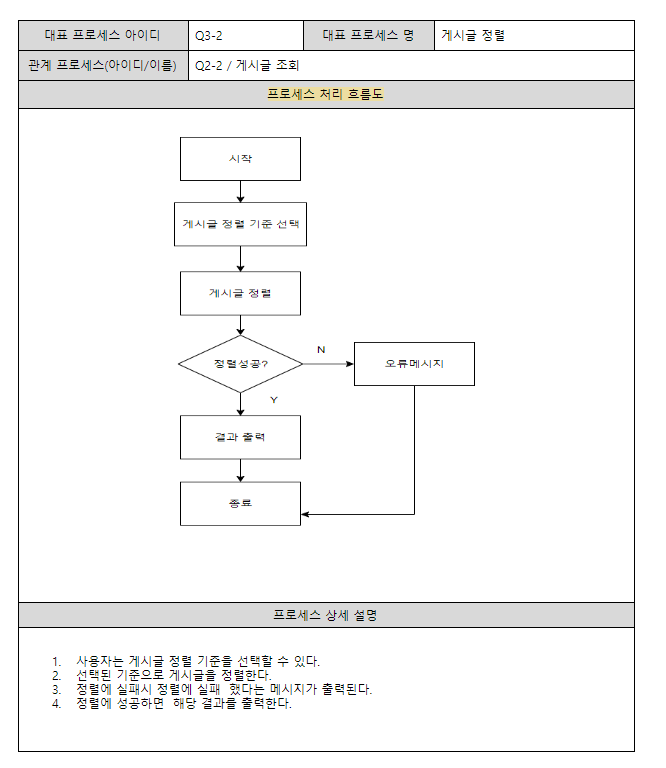 대표 프로세스 아이디 Q3-2 대표 프로세스 명 게시글 정렬
관계 프로세스(아이디/이름) Q2-2 / 게시글 조회
프로세스 처리 흐름도
시작
게시글 정렬 기준 선택
게시글 정렬
정렬성공?
N
오류메시지
Y
결과 출력
종료
프로세스 상세 설명
1. 사용자는 게시글 정렬 기준을 선택할 수 있다.
2. 선택된 기준으로 게시글을 정렬한다.
3. 정렬에 실패시 정렬에 실패 했다는 메시지가 출력된다.
4. 정렬에 성공하면 해당 결과를 출력한다.